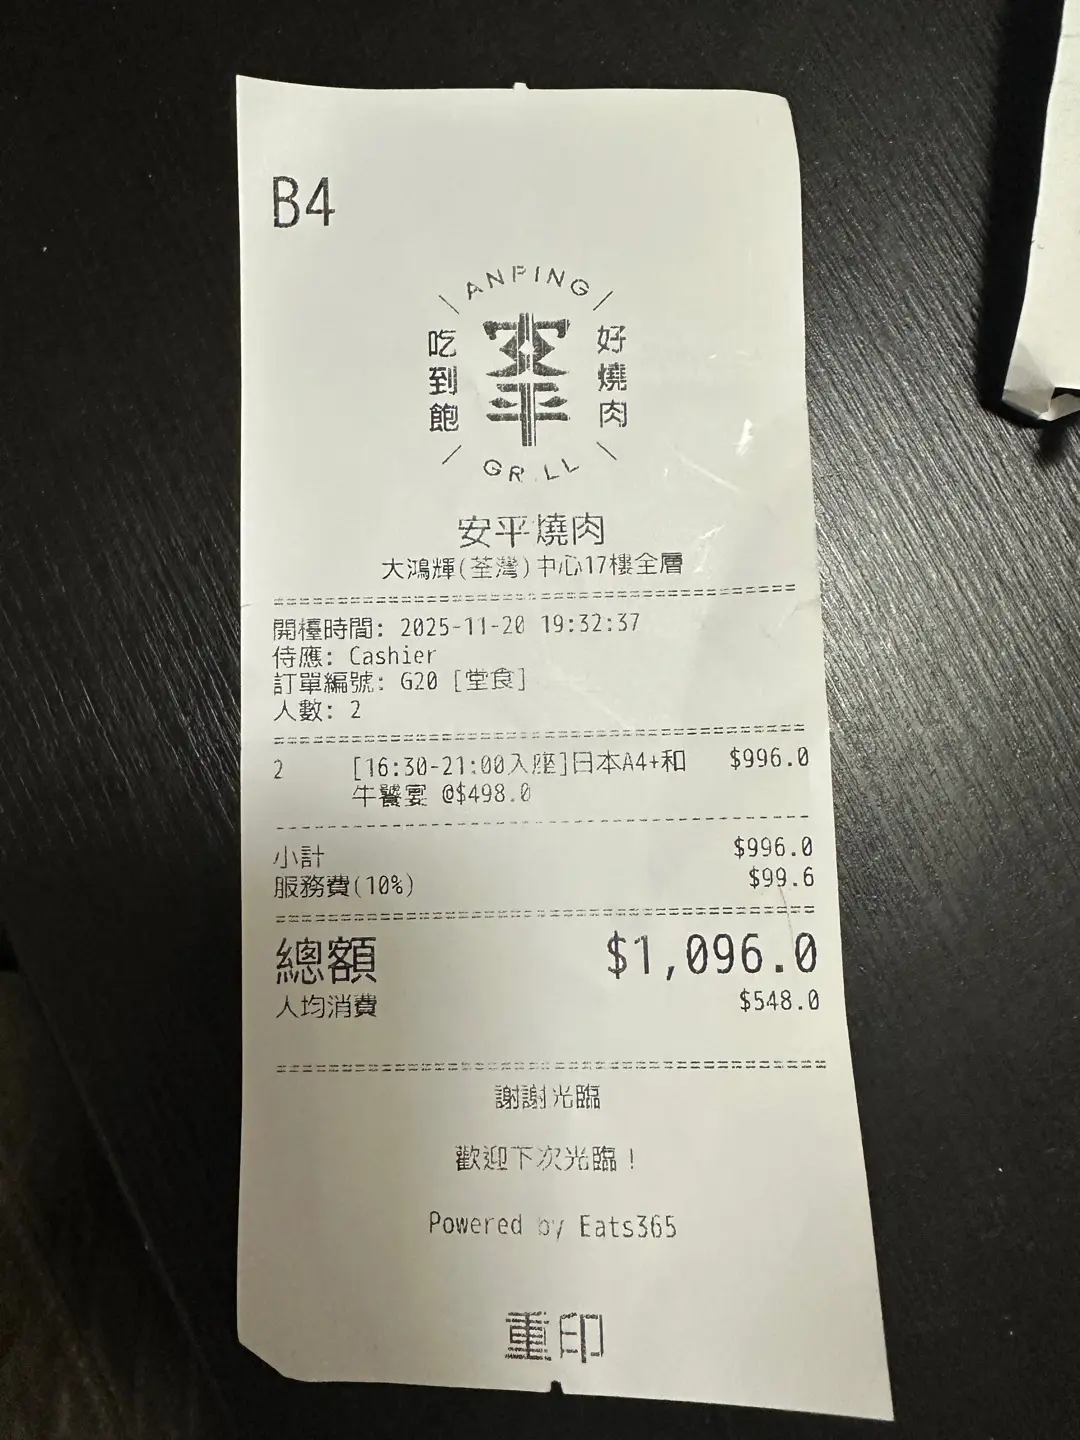 B4
ANPING
吃到飽
安平
好燒肉
GRILL
安平燒肉
大鴻輝(荃灣)中心17樓全層
開檯時間: 2025-11-20 19:32:37
侍應: Cashier
訂單編號: G20 [堂食]
人數: 2
2 [16:30-21:00入座]日本A4+和 $996.0
牛饗宴 @$498.0
小計 $996.0
服務費(10%) $99.6
總額 $1,096.0
人均消費 $548.0
謝謝光臨
歡迎下次光臨！
Powered by Eats365
重印